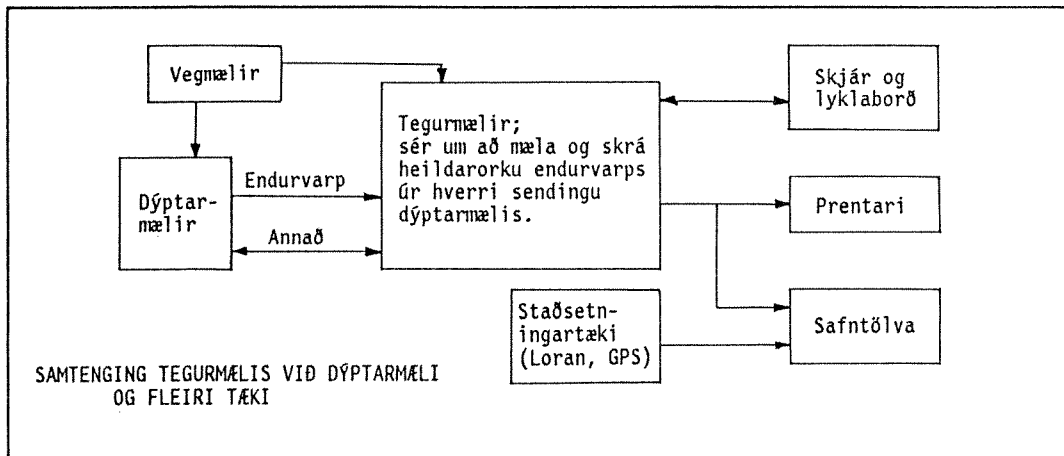 Vegmælir
Skjár og
lyklaborð
Tegurmælir;
sér um að mæla og skrá
heildarorku endurvarps
úr hverri sendingu
dýptarmælis.
Endurvarp
Dýptar-
mælir
Annað
Prentari
Staðsetn-
ingartæki
(Loran, GPS)
Safntölva
SAMTENGING TEGURMÆLIS VIÐ DÝPTARMÆLI
OG FLEIRI TÆKI